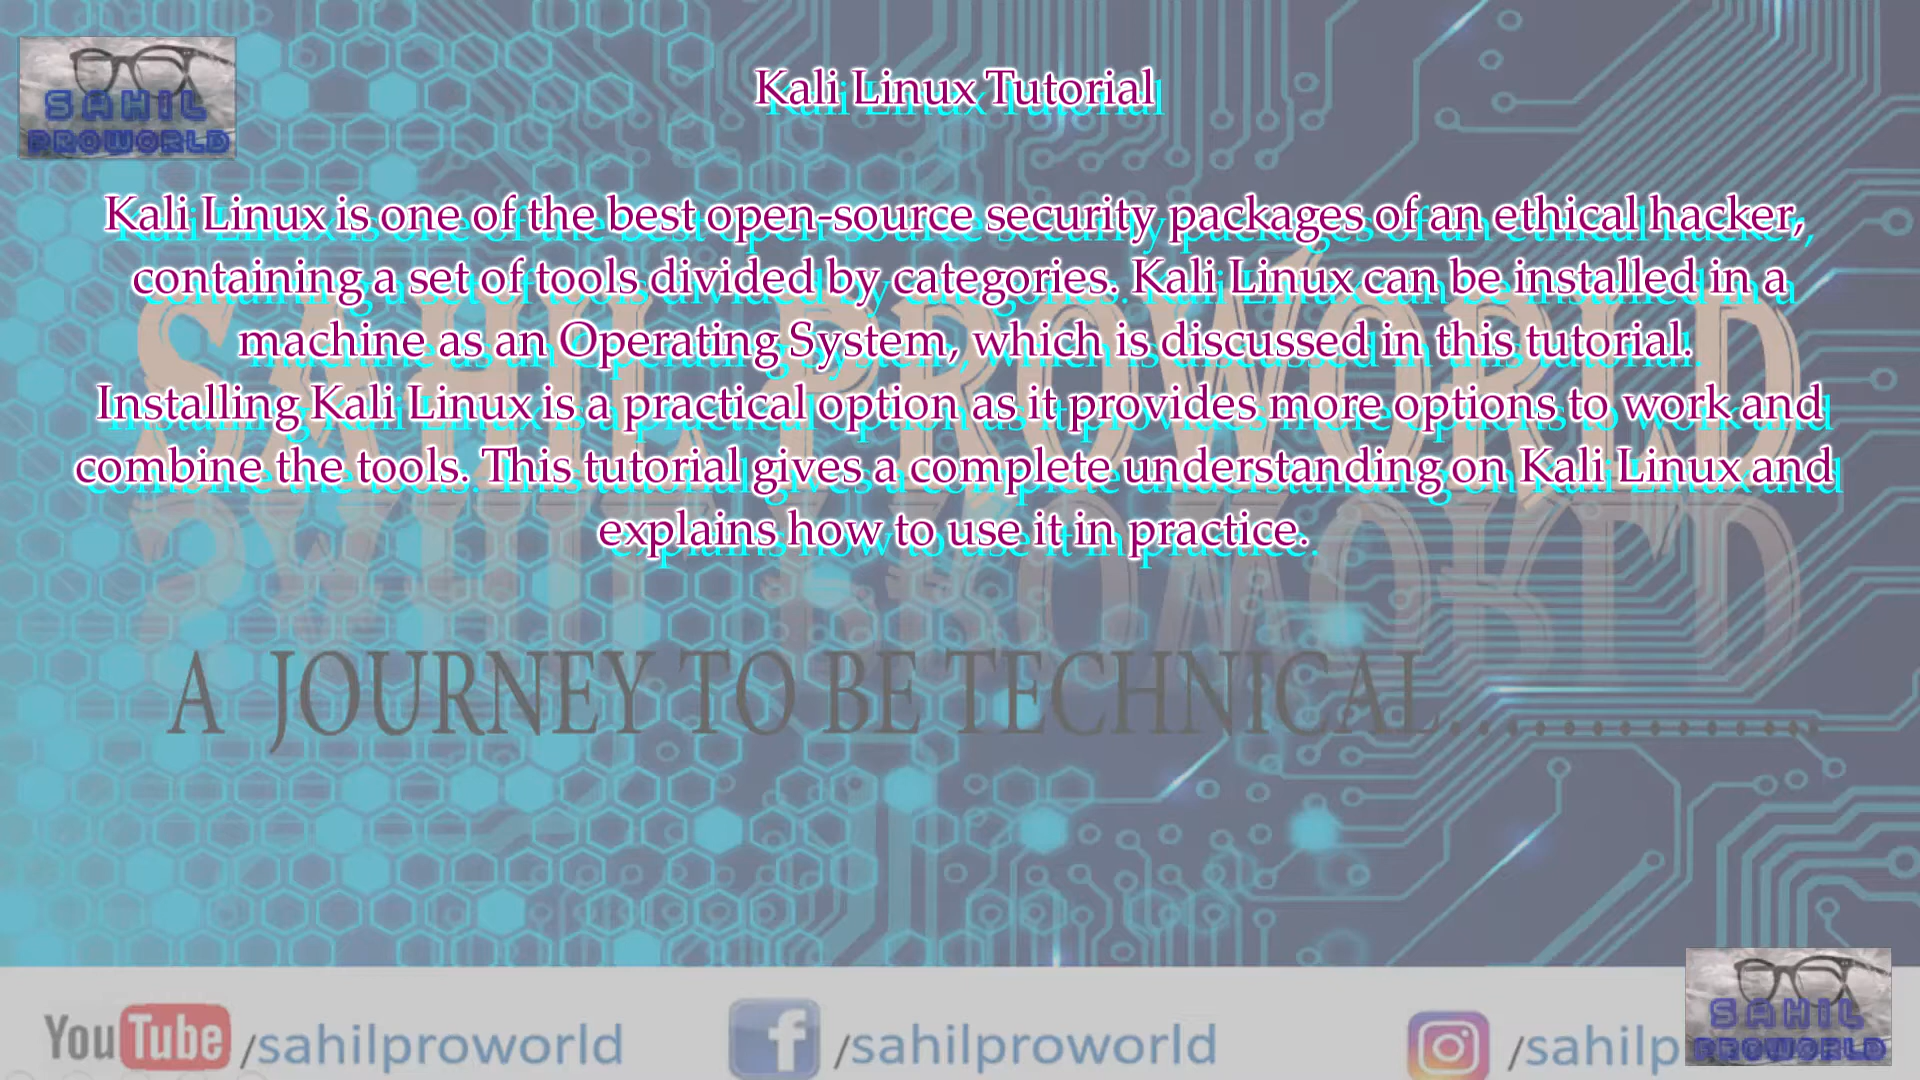 SAHIL
PROWORLD
Kali Linux Tutorial
Kali Linux is one of the best open-source security packages of an ethical hacker,
containing a set of tools divided by categories. Kali Linux can be installed in a
machine as an Operating System, which is discussed in this tutorial.
Installing Kali Linux is a practical option as it provides more options to work and
combine the tools. This tutorial gives a complete understanding on Kali Linux and
explains how to use it in practice.
SAHIL PROWORLD
A JOURNEY TO BE TECHNICAL.............
YouTube /sahilproworld
f /sahilproworld
/sahilp
SAHIL
PROWORLD